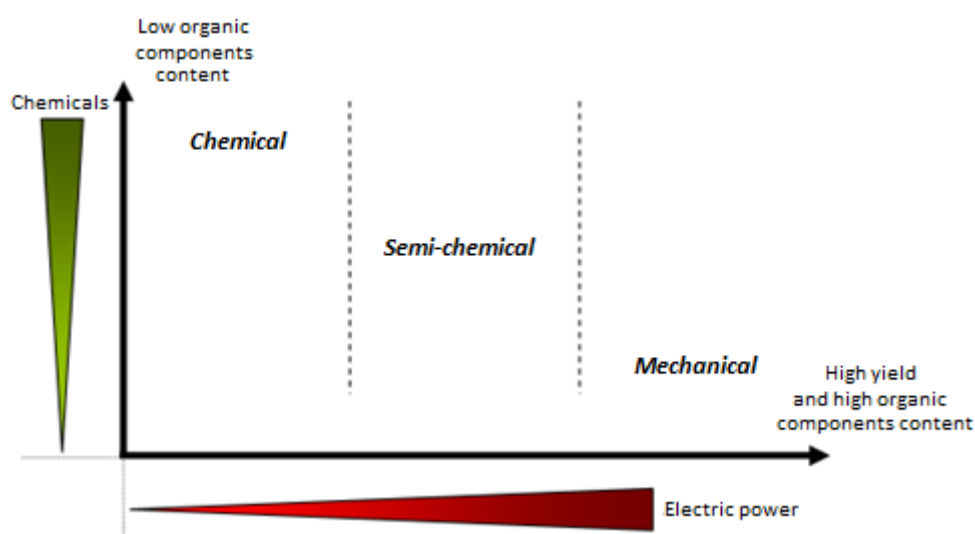 Low organic
components
content
Chemicals
Chemical
Semi-chemical
Mechanical
High yield
and high organic
components content
Electric power